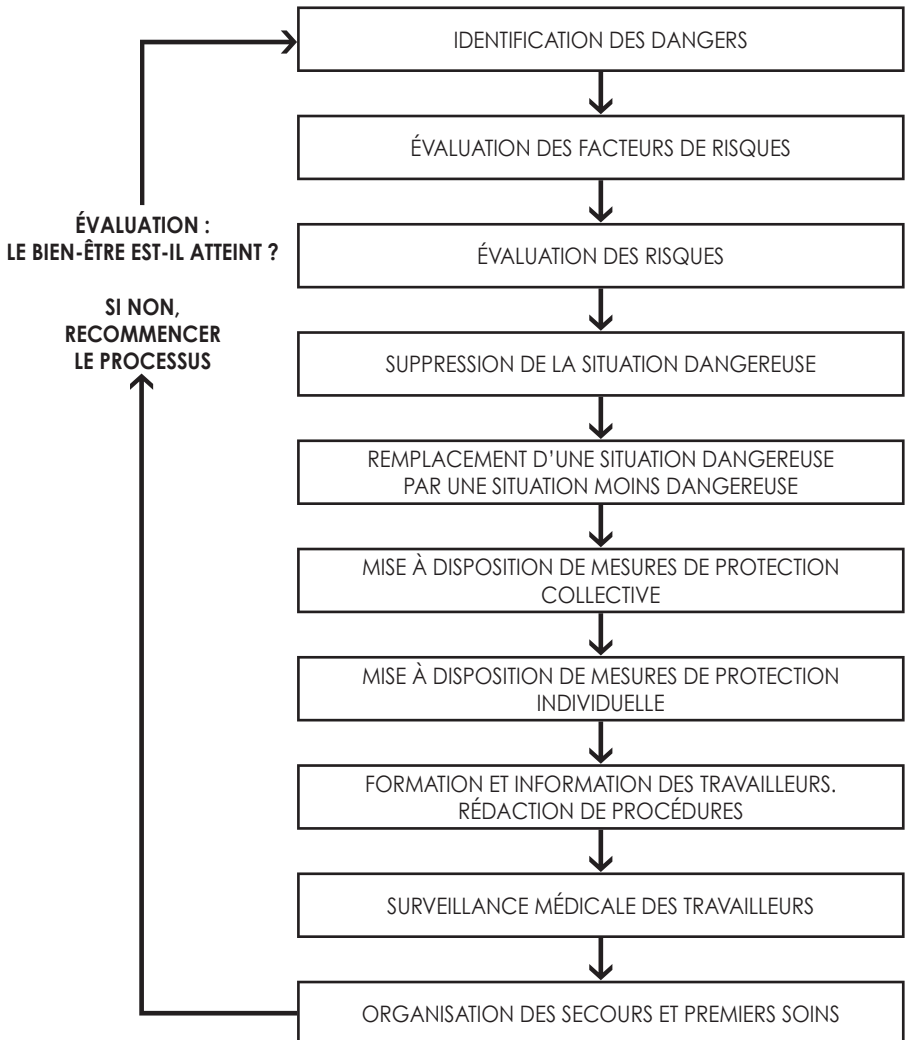 IDENTIFICATION DES DANGERS
ÉVALUATION DES FACTEURS DE RISQUES
ÉVALUATION :
LE BIEN-ÊTRE EST-IL ATTEINT ?
SI NON,
RECOMMENCER
LE PROCESSUS
ÉVALUATION DES RISQUES
SUPPRESSION DE LA SITUATION DANGEREUSE
REMPLACEMENT D’UNE SITUATION DANGEREUSE
PAR UNE SITUATION MOINS DANGEREUSE
MISE À DISPOSITION DE MESURES DE PROTECTION
COLLECTIVE
MISE À DISPOSITION DE MESURES DE PROTECTION
INDIVIDUELLE
FORMATION ET INFORMATION DES TRAVAILLEURS.
RÉDACTION DE PROCÉDURES
SURVEILLANCE MÉDICALE DES TRAVAILLEURS
ORGANISATION DES SECOURS ET PREMIERS SOINS